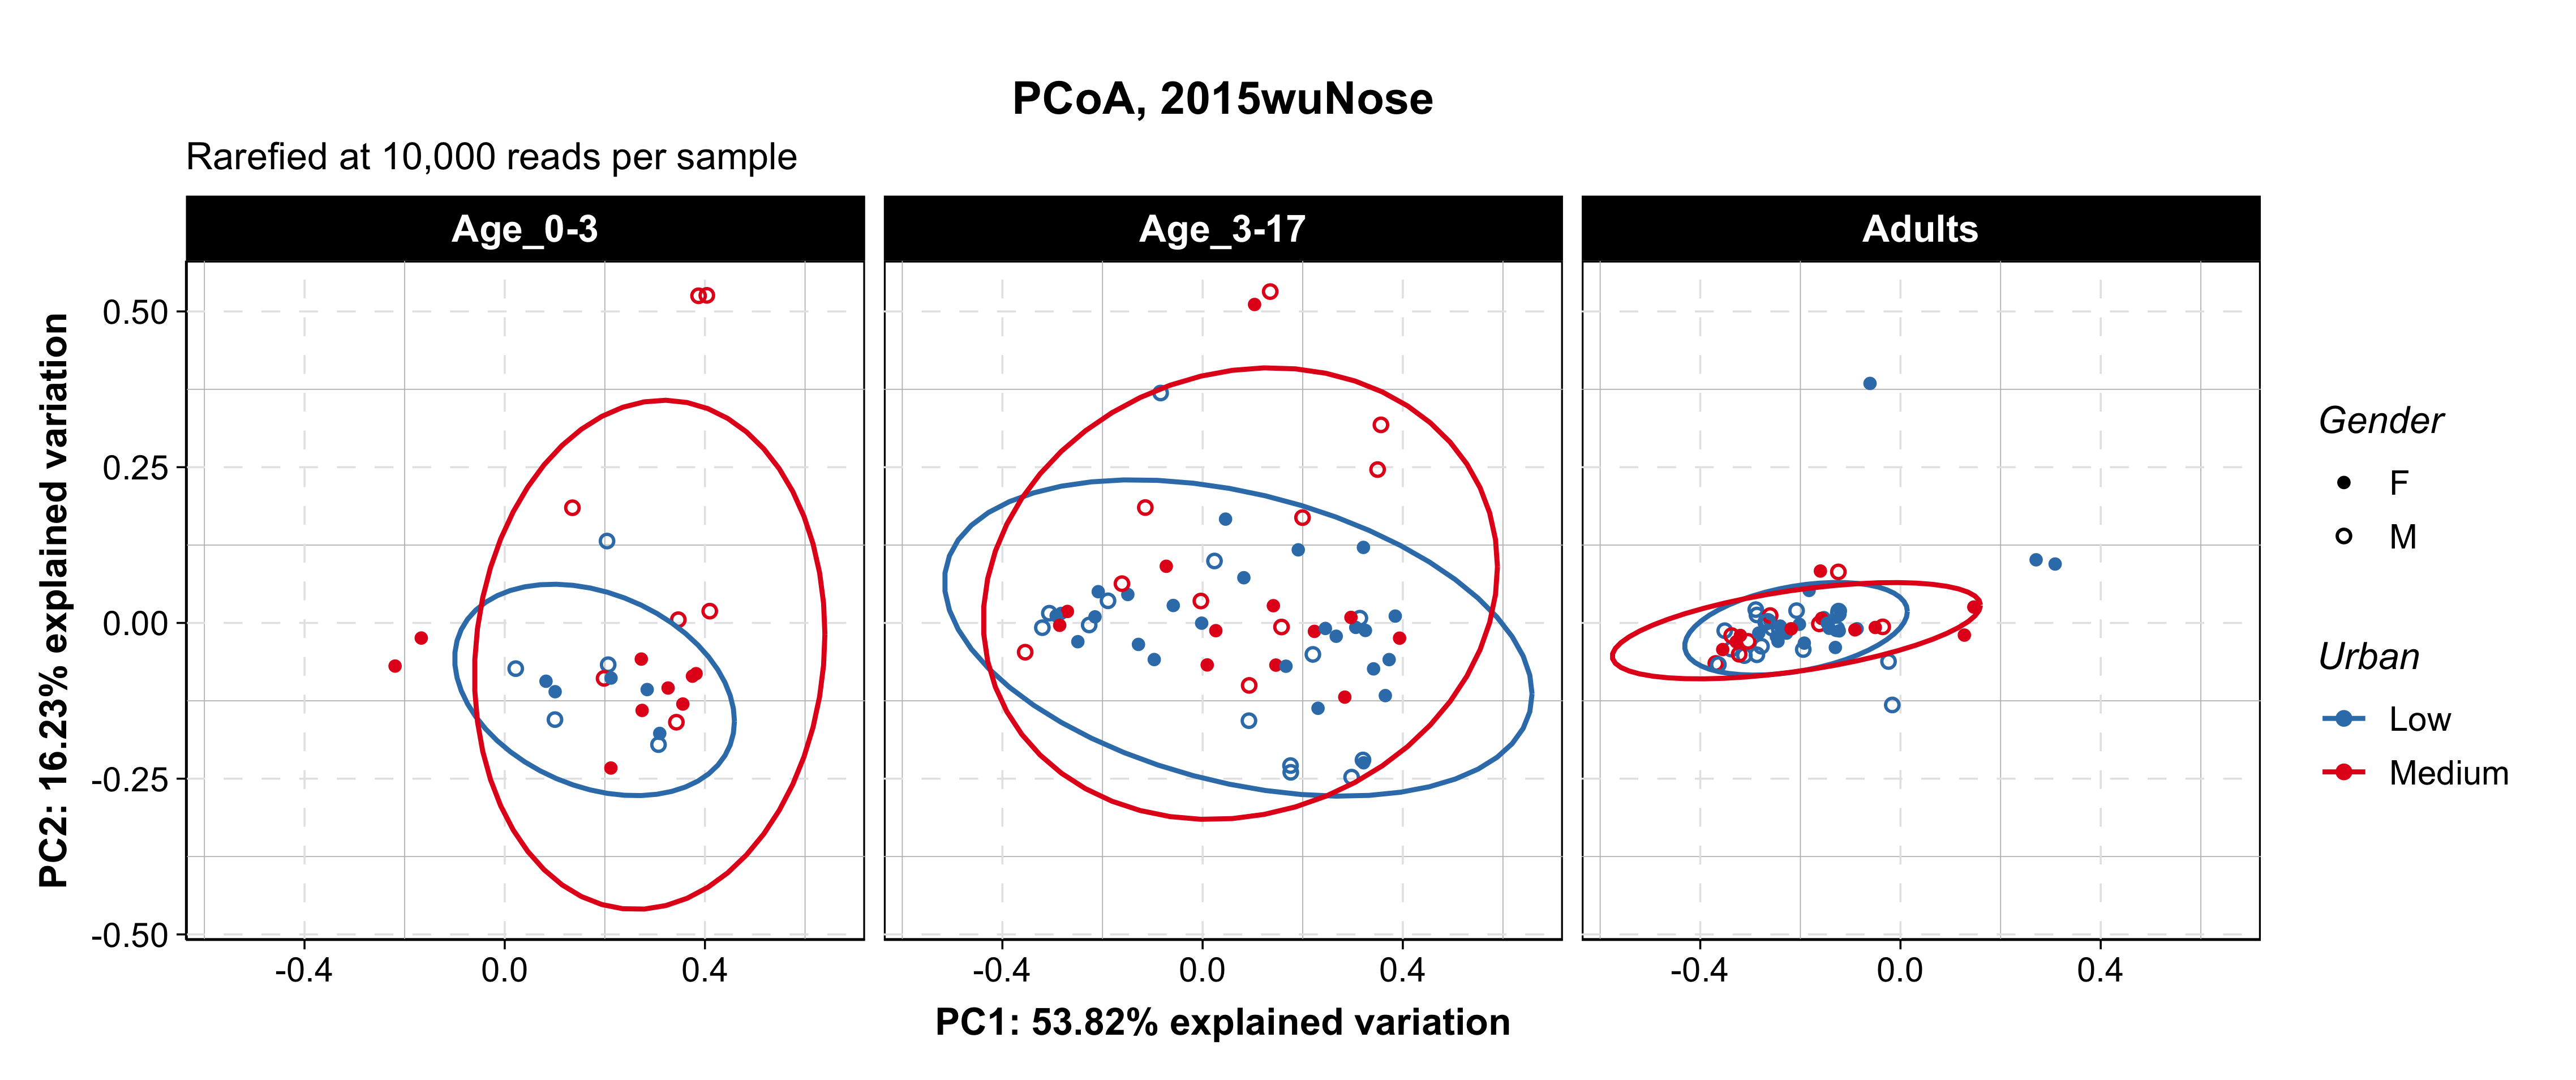 PCoA, 2015wuNose
Rarefied at 10,000 reads per sample
Age_0-3 Age_3-17 Adults
PC2: 16.23% explained variation
0.50
0.25
0.00
-0.25
-0.50
-0.4 0.0 0.4 -0.4 0.0 0.4 -0.4 0.0 0.4
PC1: 53.82% explained variation
Gender
F
M
Urban
Low
Medium